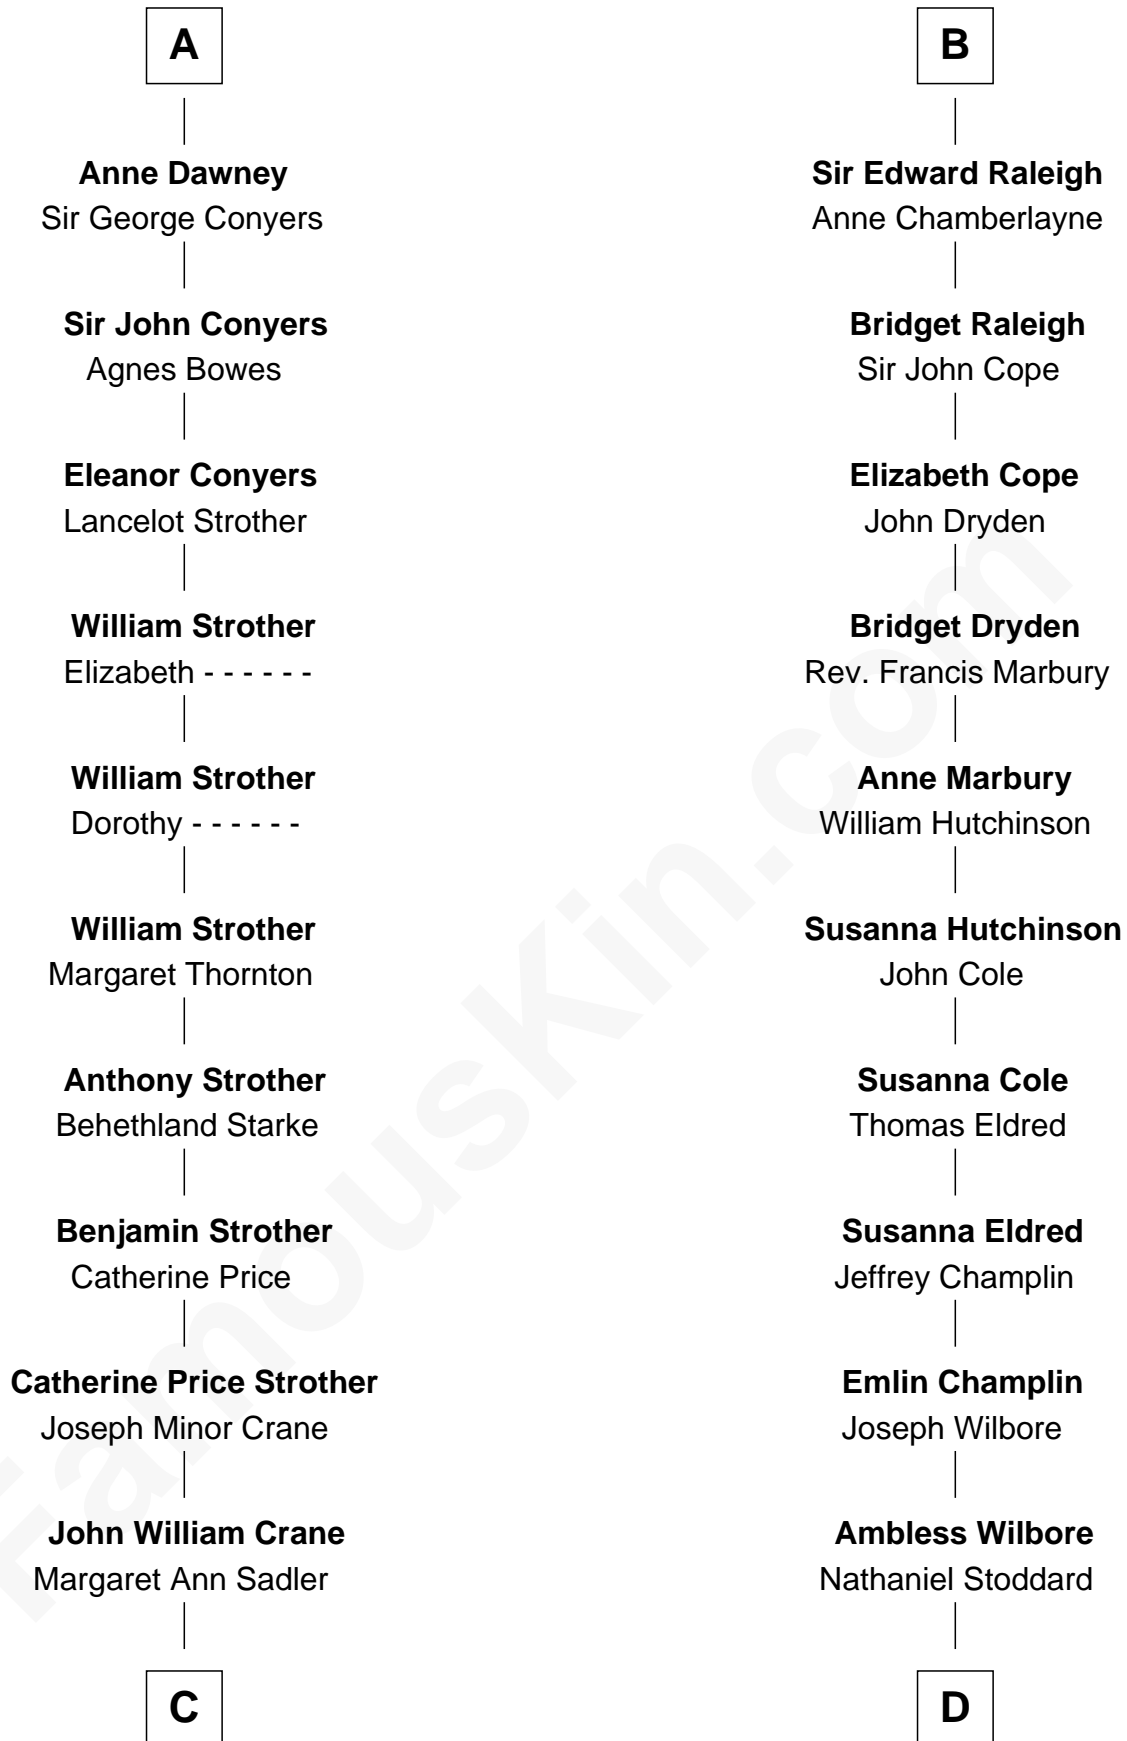 A
Anne Dawney
Sir George Conyers
Sir John Conyers
Agnes Bowes
Eleanor Conyers
Lancelot Strother
William Strother
Elizabeth - - - - - -
William Strother
Dorothy - - - - - -
William Strother
Margaret Thornton
Anthony Strother
Behethland Starke
Benjamin Strother
Catherine Price
Catherine Price Strother
Joseph Minor Crane
John William Crane
Margaret Ann Sadler
C
B
Sir Edward Raleigh
Anne Chamberlayne
Bridget Raleigh
Sir John Cope
Elizabeth Cope
John Dryden
Bridget Dryden
Rev. Francis Marbury
Anne Marbury
William Hutchinson
Susanna Hutchinson
John Cole
Susanna Cole
Thomas Eldred
Susanna Eldred
Jeffrey Champlin
Emlin Champlin
Joseph Wilbore
Ambless Wilbore
Nathaniel Stoddard
D
FamousKin.com